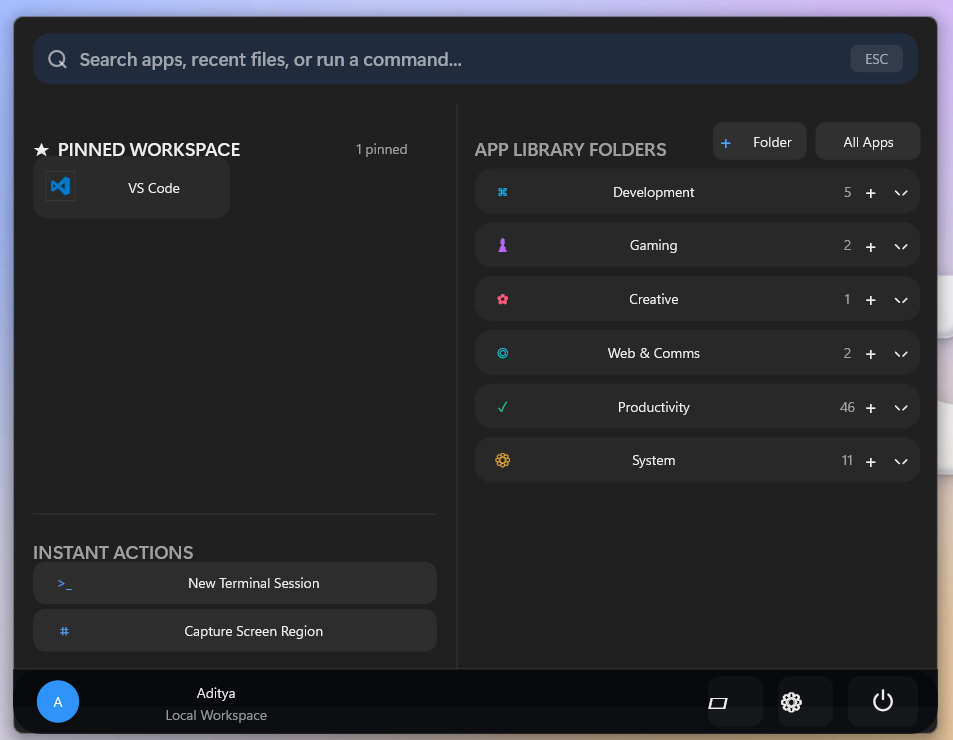 Search apps, recent files, or run a command...
ESC
★ PINNED WORKSPACE
1 pinned
VS Code
INSTANT ACTIONS
>_ New Terminal Session
# Capture Screen Region
APP LIBRARY FOLDERS
+ Folder
All Apps
⌘ Development 5 +
Gaming 2 +
Creative 1 +
Web & Comms 2 +
✓ Productivity 46 +
System 11 +
A
Aditya
Local Workspace